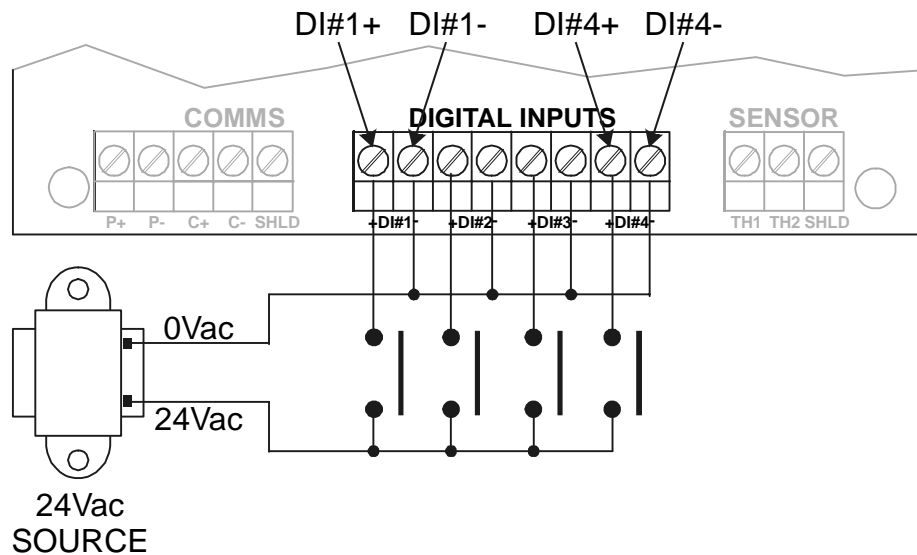 DI#1+ DI#1- DI#4+ DI#4-
COMMS DIGITAL INPUTS SENSOR
P+ P- C+ C- SHLD +DI#1- +DI#2- +DI#3- +DI#4- TH1 TH2 SHLD
0Vac
24Vac
24Vac
SOURCE